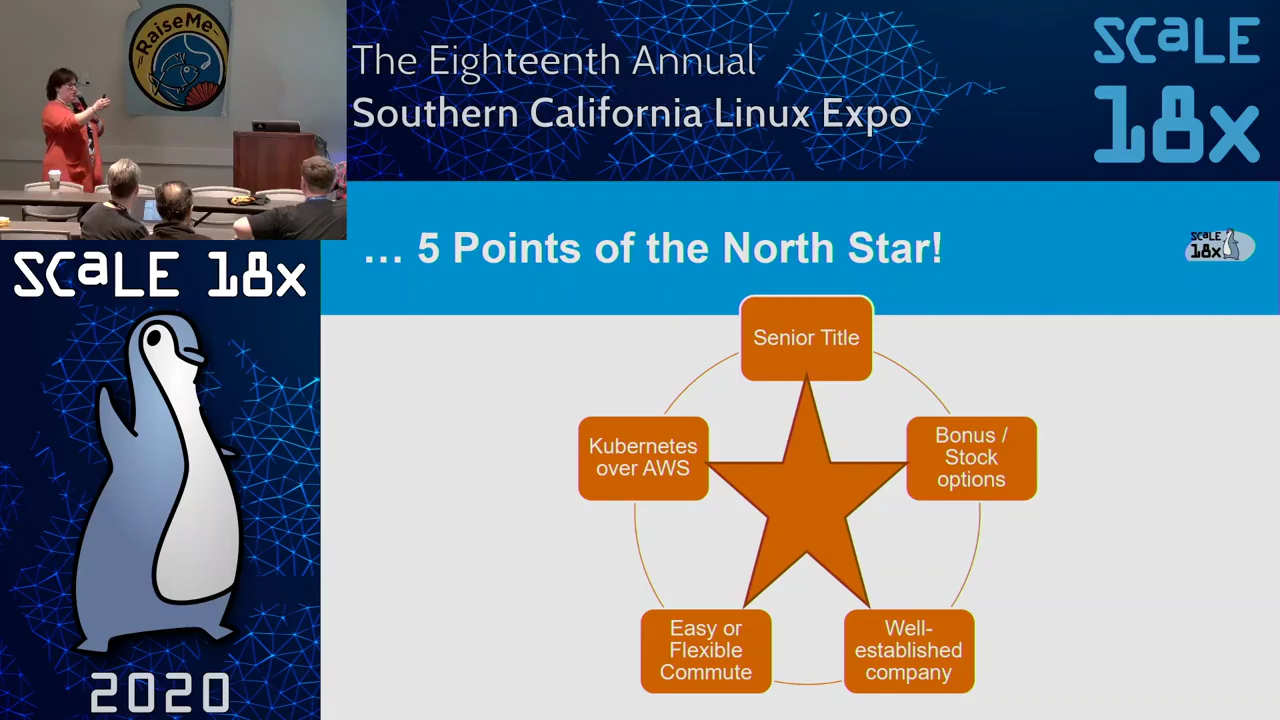 =RaiseMe=
The Eighteenth Annual
Southern California Linux Expo
SCaLE
18x
… 5 Points of the North Star!
SCaLE
18x
SCaLE 18x
Senior Title
Kubernetes
over AWS
Bonus /
Stock
options
Easy or
Flexible
Commute
Well-
established
company
2020